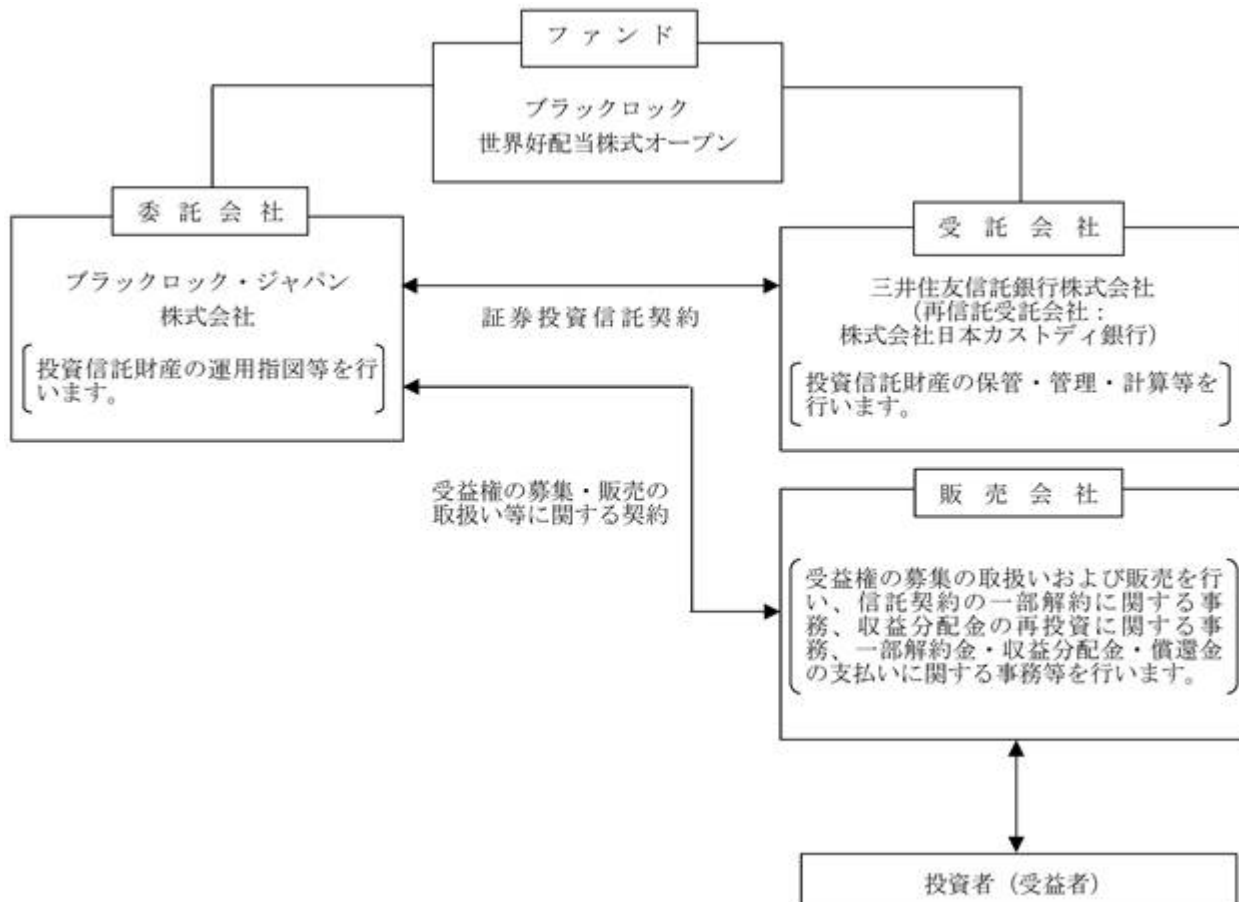 ファンド
ブラックロック
世界好配当株式オープン
委託会社
ブラックロック・ジャパン
株式会社
投資信託財産の運用指図等を行
います。
証券投資信託契約
受託会社
三井住友信託銀行株式会社
（再信託受託会社：
株式会社日本カストディ銀行）
投資信託財産の保管・管理・計算等を
行います。
受益権の募集・販売の
取扱い等に関する契約
販売会社
受益権の募集の取扱いおよび販売を行
い、信託契約の一部解約に関する事
務、収益分配金の再投資に関する事
務、一部解約金・収益分配金・償還金
の支払いに関する事務等を行います。
投資者（受益者）